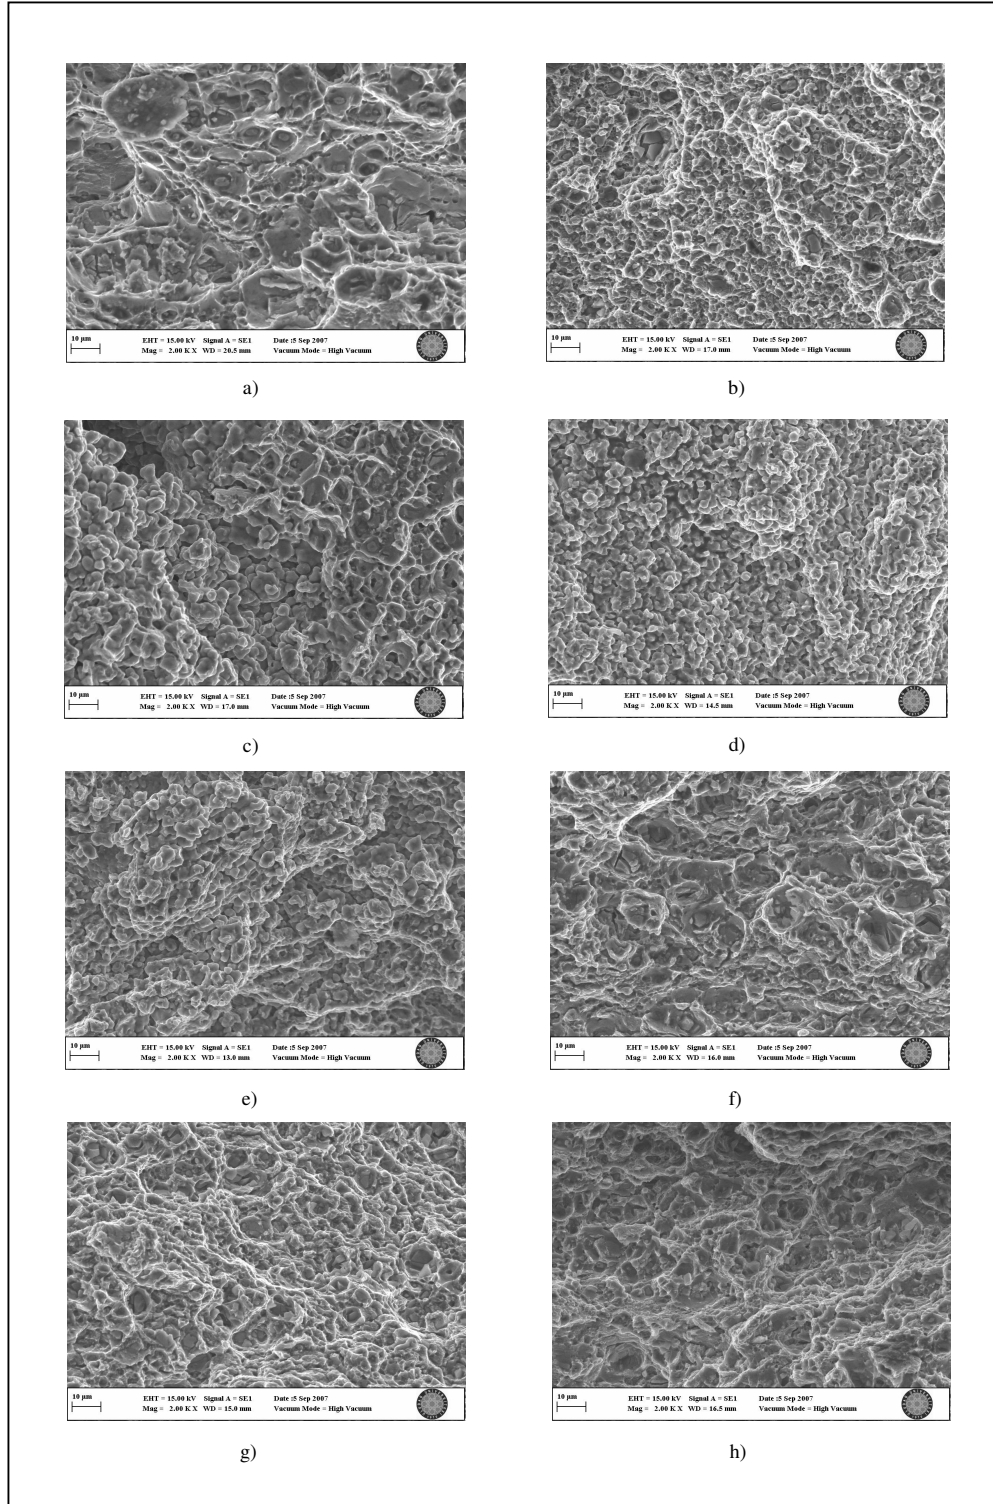 10 µm EHT = 15.00 kV Signal A = SE1 Date :5 Sep 2007
Mag = 2.00 K X WD = 20.5 mm Vacuum Mode = High Vacuum
a)
10 µm EHT = 15.00 kV Signal A = SE1 Date :5 Sep 2007
Mag = 2.00 K X WD = 17.0 mm Vacuum Mode = High Vacuum
b)
10 µm EHT = 15.00 kV Signal A = SE1 Date :5 Sep 2007
Mag = 2.00 K X WD = 17.0 mm Vacuum Mode = High Vacuum
c)
10 µm EHT = 15.00 kV Signal A = SE1 Date :5 Sep 2007
Mag = 2.00 K X WD = 14.5 mm Vacuum Mode = High Vacuum
d)
10 µm EHT = 15.00 kV Signal A = SE1 Date :5 Sep 2007
Mag = 2.00 K X WD = 13.0 mm Vacuum Mode = High Vacuum
e)
10 µm EHT = 15.00 kV Signal A = SE1 Date :5 Sep 2007
Mag = 2.00 K X WD = 16.0 mm Vacuum Mode = High Vacuum
f)
10 µm EHT = 15.00 kV Signal A = SE1 Date :5 Sep 2007
Mag = 2.00 K X WD = 15.0 mm Vacuum Mode = High Vacuum
g)
10 µm EHT = 15.00 kV Signal A = SE1 Date :5 Sep 2007
Mag = 2.00 K X WD = 16.5 mm Vacuum Mode = High Vacuum
h)